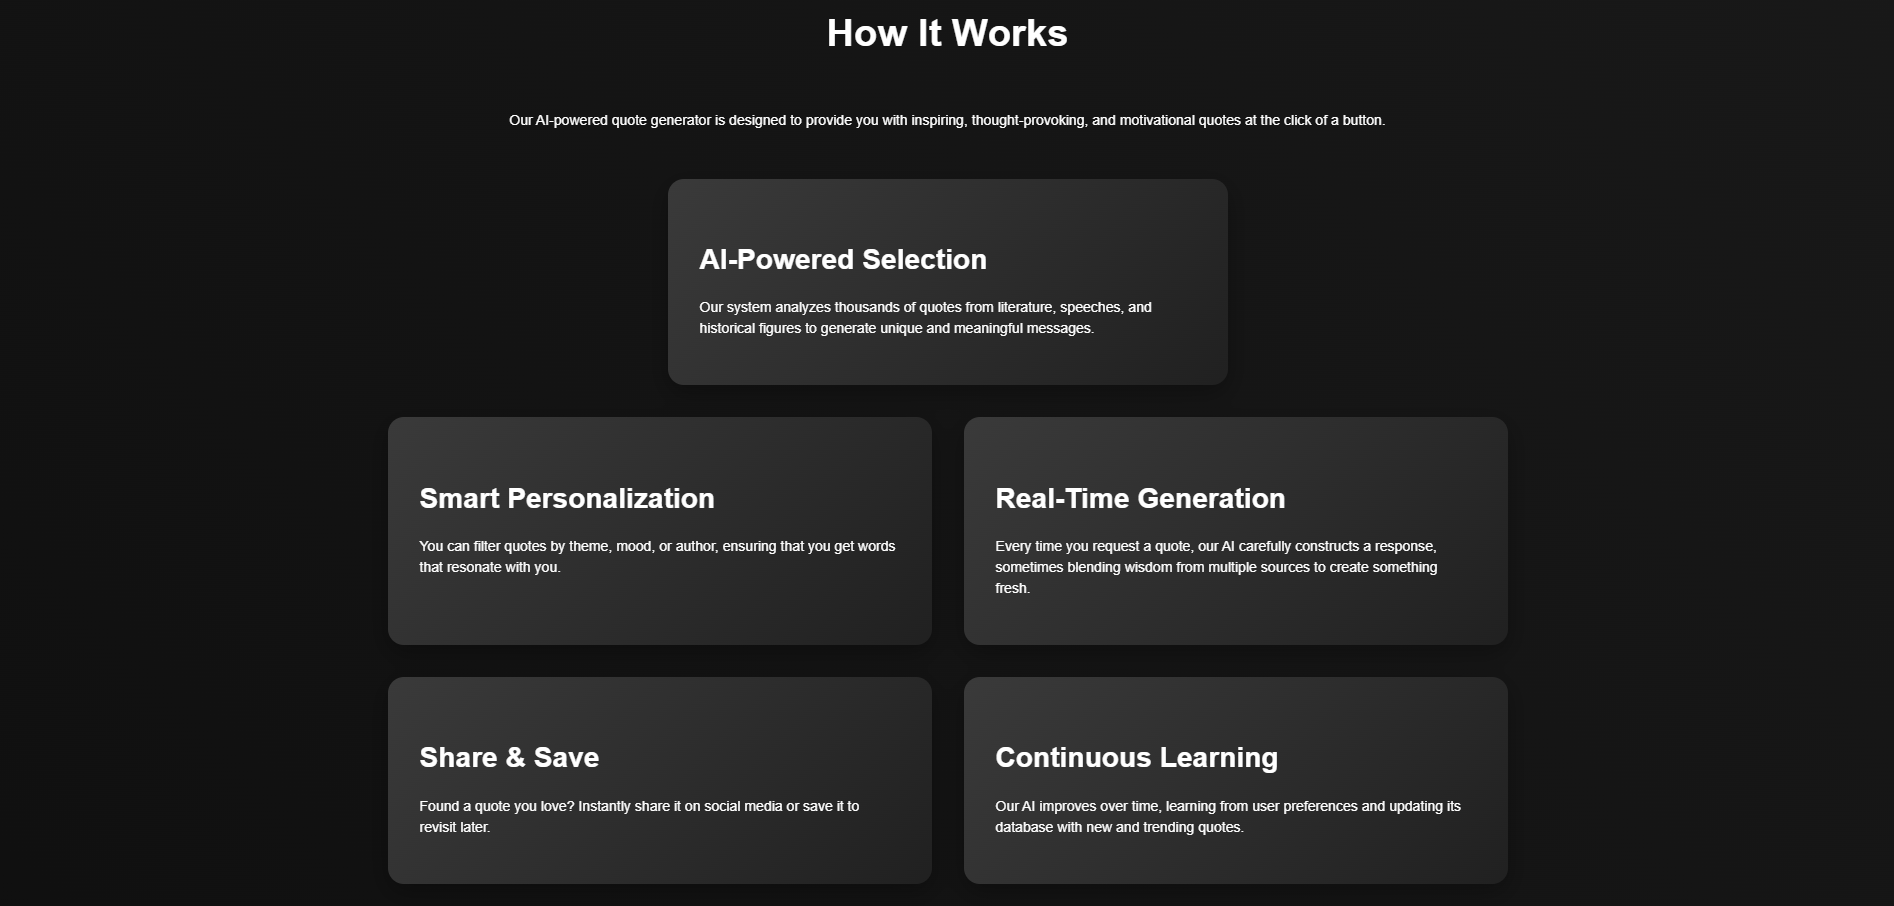 How It Works
Our AI-powered quote generator is designed to provide you with inspiring, thought-provoking, and motivational quotes at the click of a button.
AI-Powered Selection
Our system analyzes thousands of quotes from literature, speeches, and
historical figures to generate unique and meaningful messages.
Smart Personalization
You can filter quotes by theme, mood, or author, ensuring that you get words
that resonate with you.
Real-Time Generation
Every time you request a quote, our AI carefully constructs a response,
sometimes blending wisdom from multiple sources to create something
fresh.
Share & Save
Found a quote you love? Instantly share it on social media or save it to
revisit later.
Continuous Learning
Our AI improves over time, learning from user preferences and updating its
database with new and trending quotes.